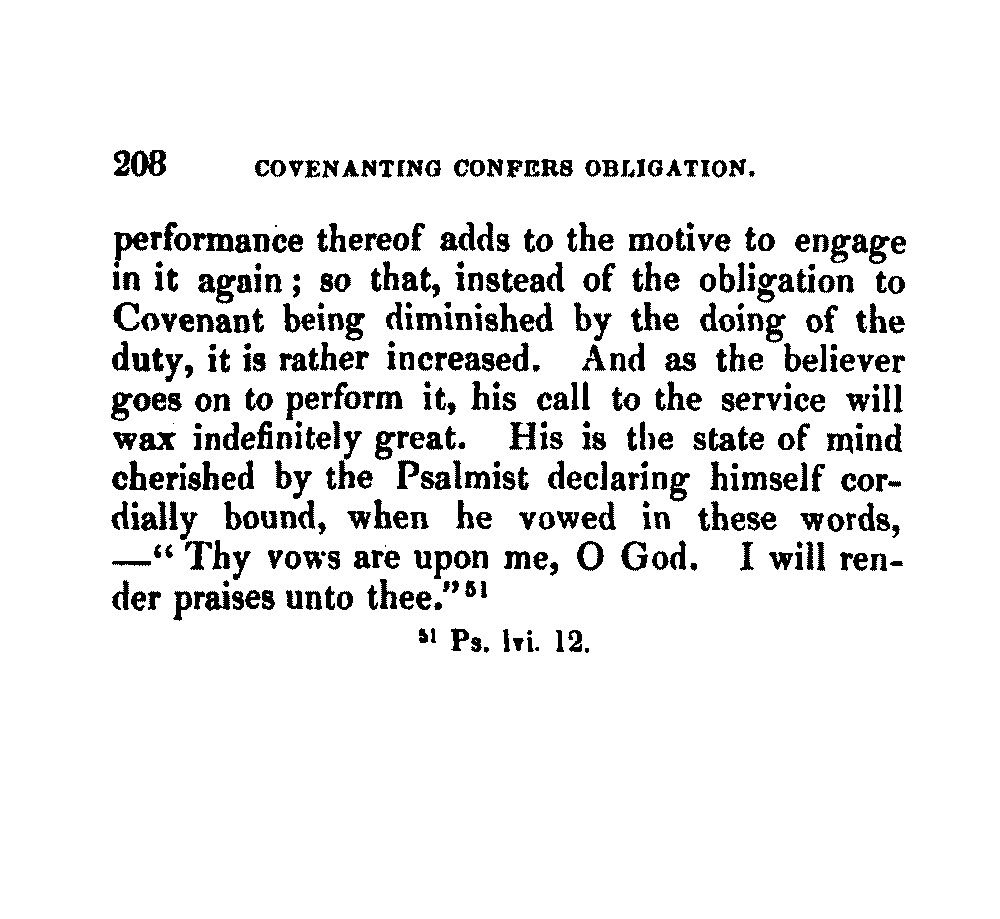 208 COVENANTING CONFERS OBLIGATION.
performance thereof adds to the motive to engage
in it again; so that, instead of the obligation to
Covenant being diminished by the doing of the
duty, it is rather increased. And as the believer
goes on to perform it, his call to the service will
wax indefinitely great. His is the state of mind
cherished by the Psalmist declaring himself cor-
dially bound, when he vowed in these words,
—“Thy vows are upon me, O God. I will ren-
der praises unto thee.”⁵¹
⁵¹ Ps. lvi. 12.